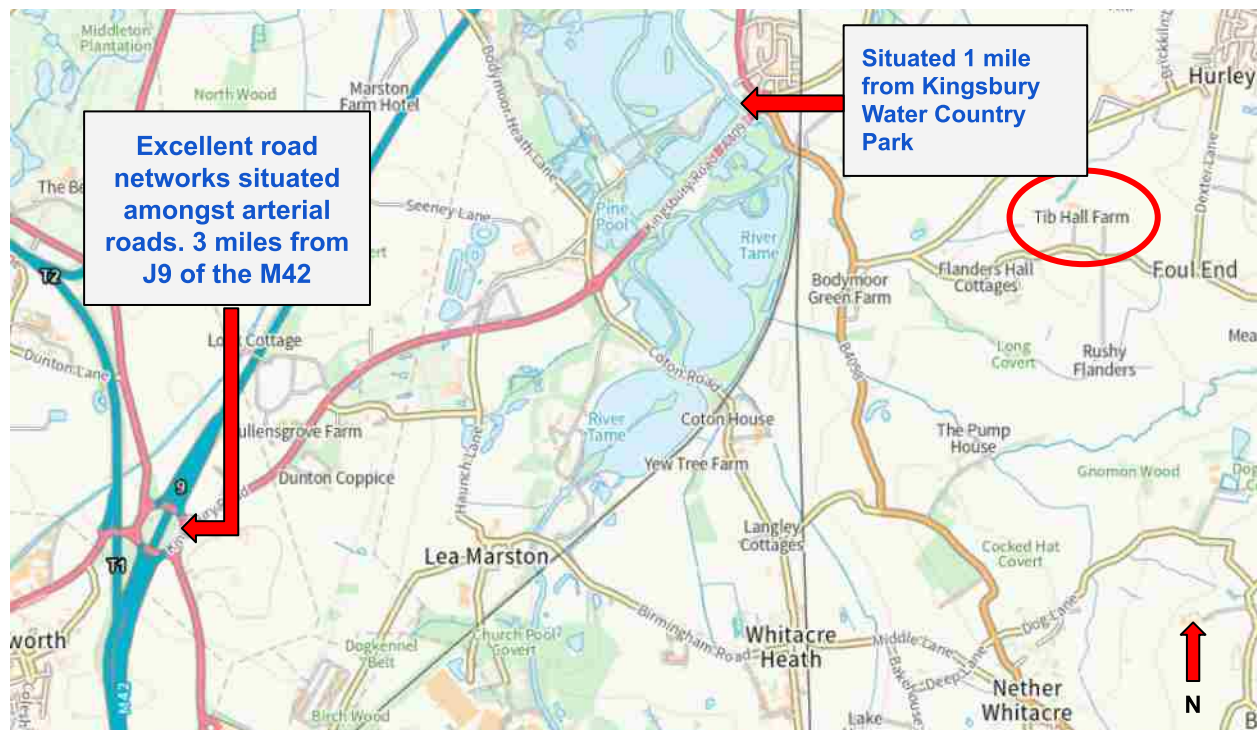 Middleton
Plantation
North Wood
Marston
Farm Hotel
Bodymoor Heath Lane
Situated 1 mile
from Kingsbury
Water Country
Park
Hurley
Dexter Lane
Excellent road
networks situated
amongst arterial
roads. 3 miles from
J9 of the M42
The
Seeney Lane
Pine
Pool
Kingsbury Road
River
Tame
Tib Hall Farm
Foul End
Flanders Hall
Cottages
Bodymoor
Green Farm
T2
Dunton Lane
Cottage
Long
Covert
Rushy
Flanders
B4098
Coton Road
River
Tame
Coton House
Yew Tree Farm
The Pump
House
Gnomon Wood
ullensgrove Farm
Dunton Coppice
Haunch Lane
9
T1
Langley
Cottages
Cocked Hat
Covert
Lea Marston
Dog Lane
Birmingham Road
Whitacre
Heath
Middle Lane
Deep Lane
Nether
Whitacre
worth
Dogkennel
Belt
Church Pool
Covert
Birch Wood
M42
Lake
N